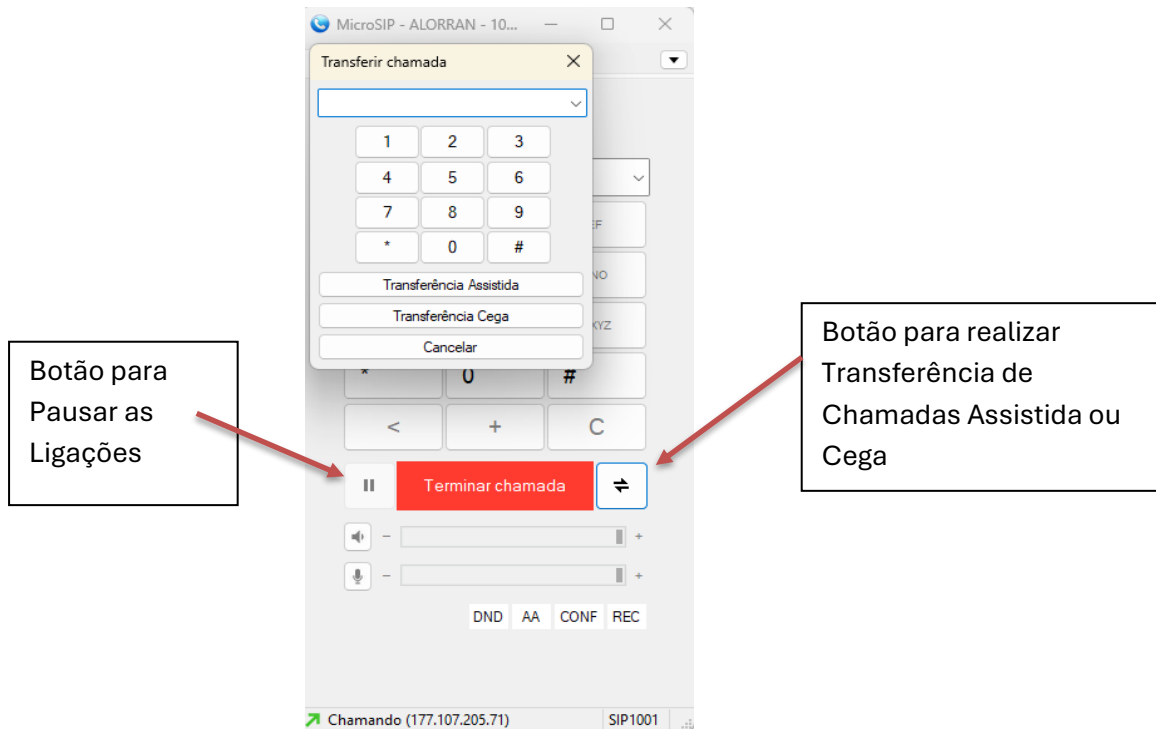 MicroSIP - ALORRAN - 10...
Transferir chamada
1 2 3
4 5 6
7 8 9
* 0 #
Transferência Assistida
Transferência Cega
Cancelar
EF
NO
XYZ
* 0 #
< + C
Terminar chamada
- +
- +
DND AA CONF REC
Chamando (177.107.205.71) SIP1001
Botão para
Pausar as
Ligações
Botão para realizar
Transferência de
Chamadas Assistida ou
Cega